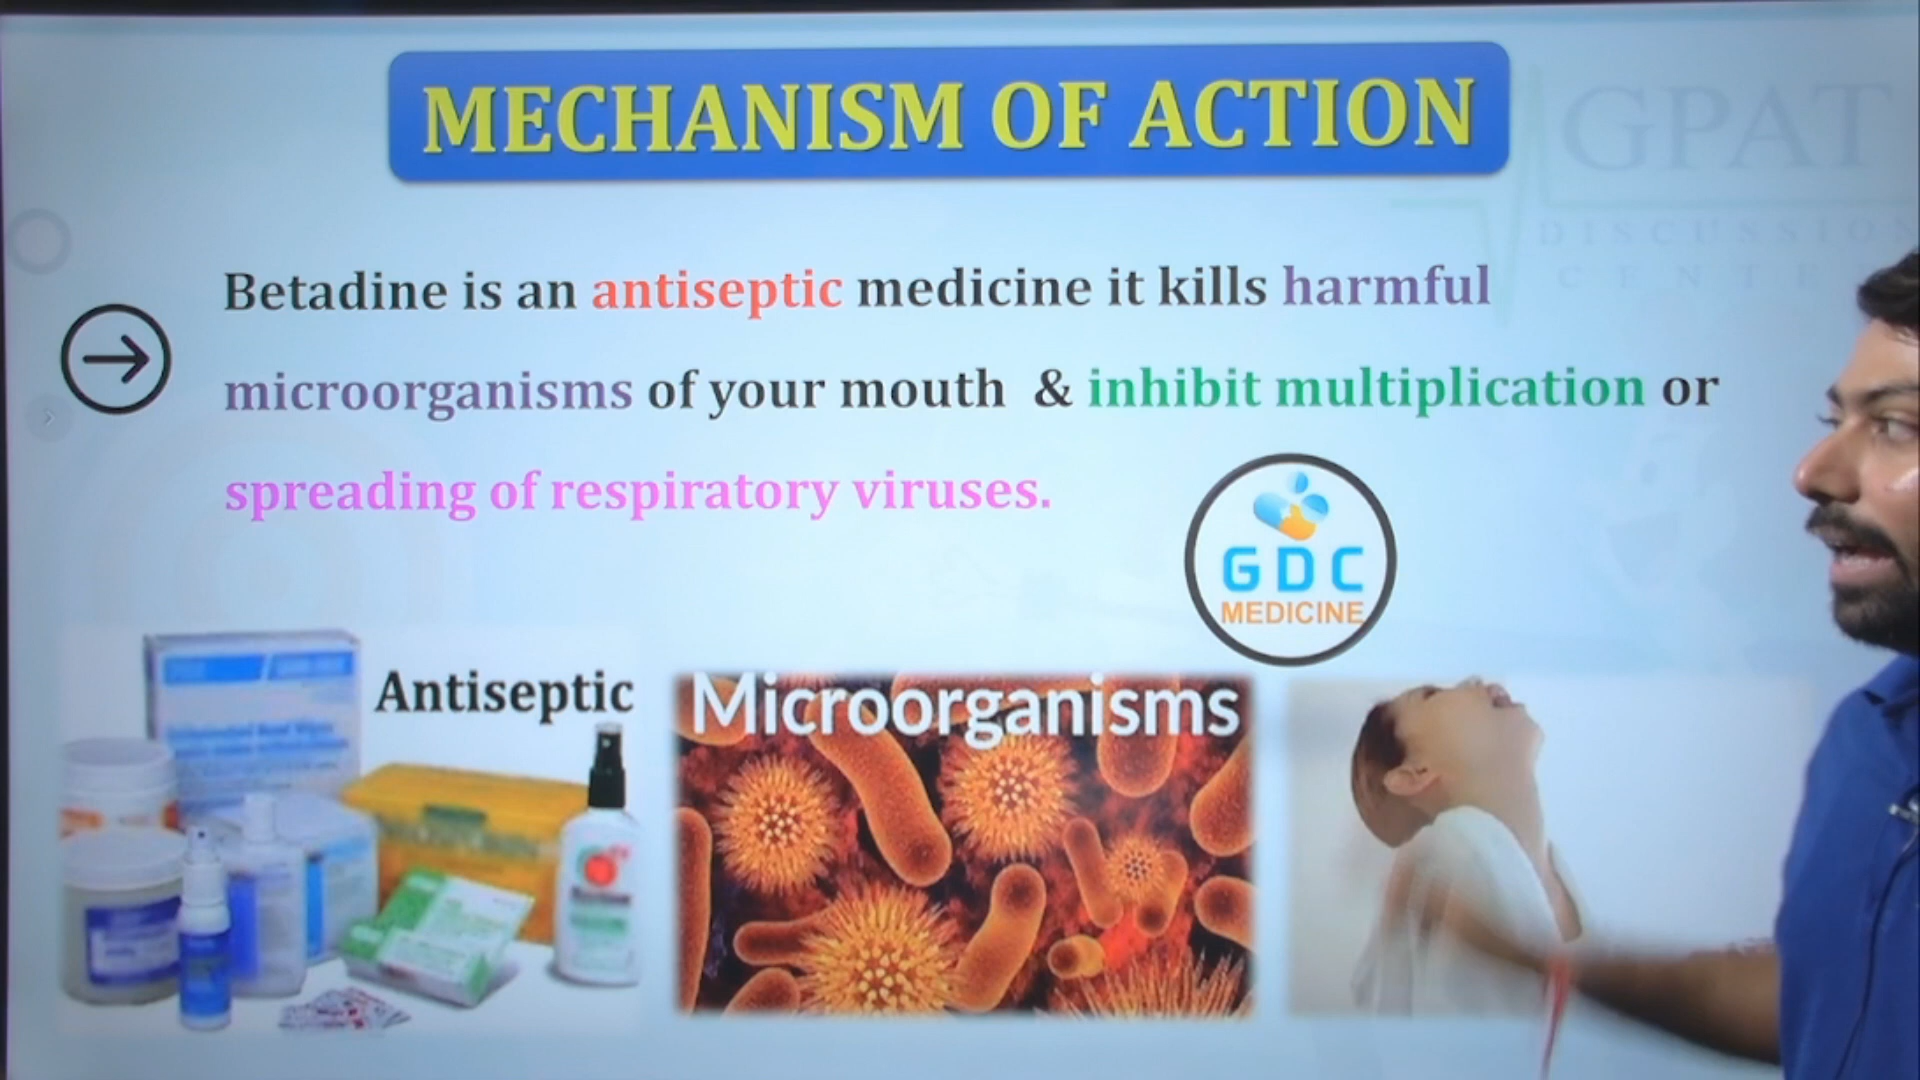 MECHANISM OF ACTION
GPAT
DISCUSSION
CENTE
Betadine is an antiseptic medicine it kills harmful
microorganisms of your mouth & inhibit multiplication or
spreading of respiratory viruses.
GDC
MEDICINE
Antiseptic
Microorganisms